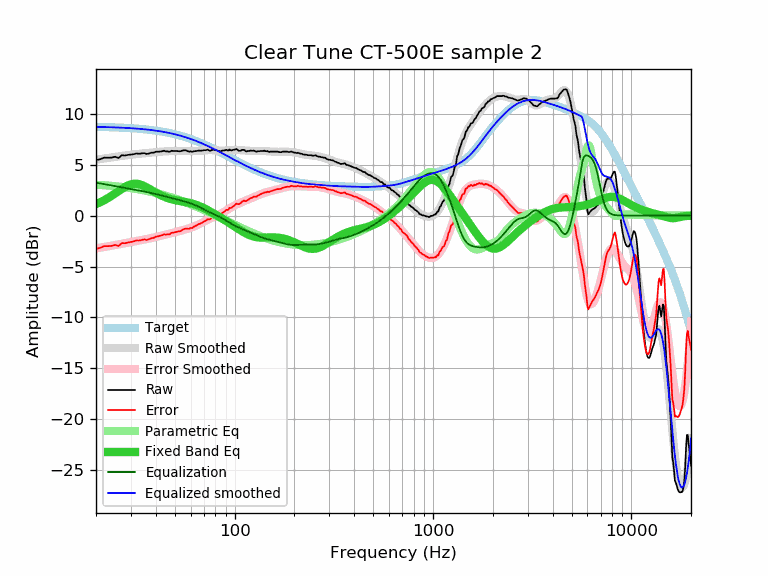 Clear Tune CT-500E sample 2
Amplitude (dBr)
10
5
0
−5
−10
−15
−20
−25
Target
Raw Smoothed
Error Smoothed
Raw
Error
Parametric Eq
Fixed Band Eq
Equalization
Equalized smoothed
100
1000
10000
Frequency (Hz)